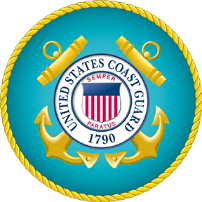 UNITED STATES COAST GUARD
SEMPER
PARATUS
1790